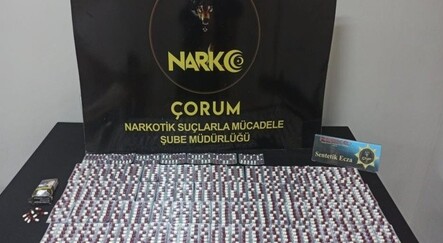 NARKO
ÇORUM
NARKOTİK SUÇLARLA MÜCADELE
ŞUBE MÜDÜRLÜĞÜ
Sentetik Ecza